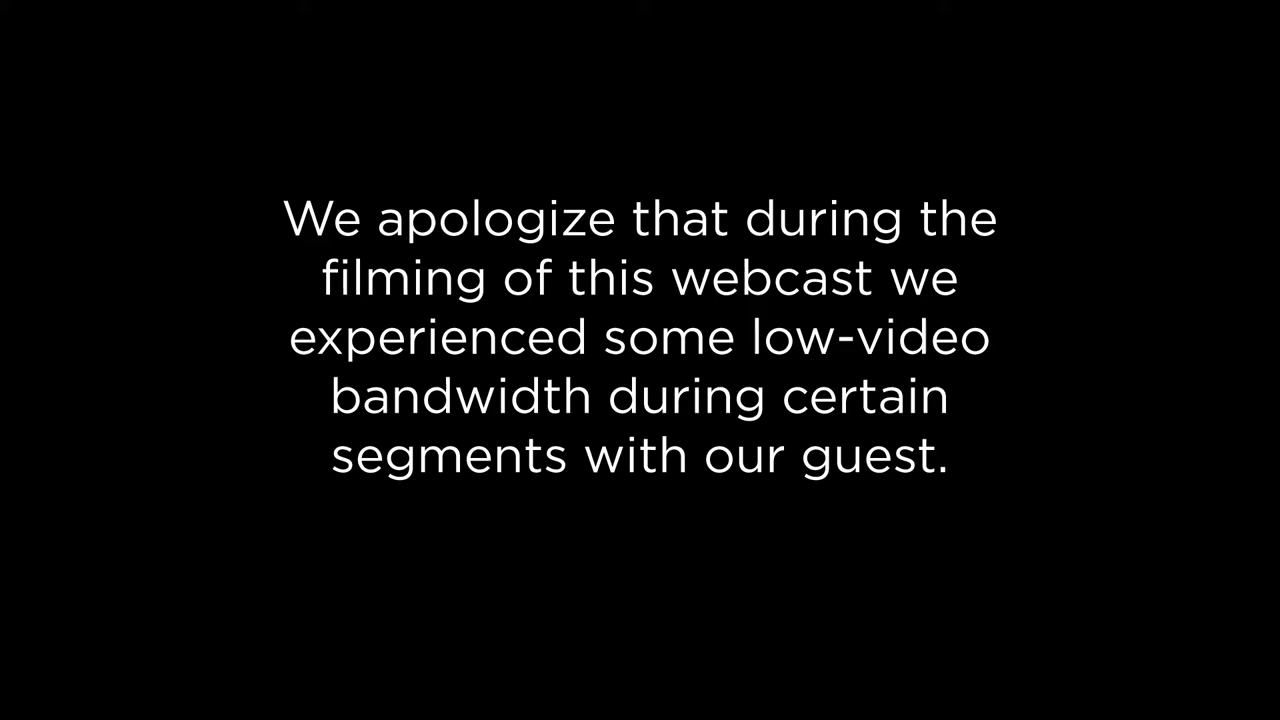 We apologize that during the
filming of this webcast we
experienced some low-video
bandwidth during certain
segments with our guest.